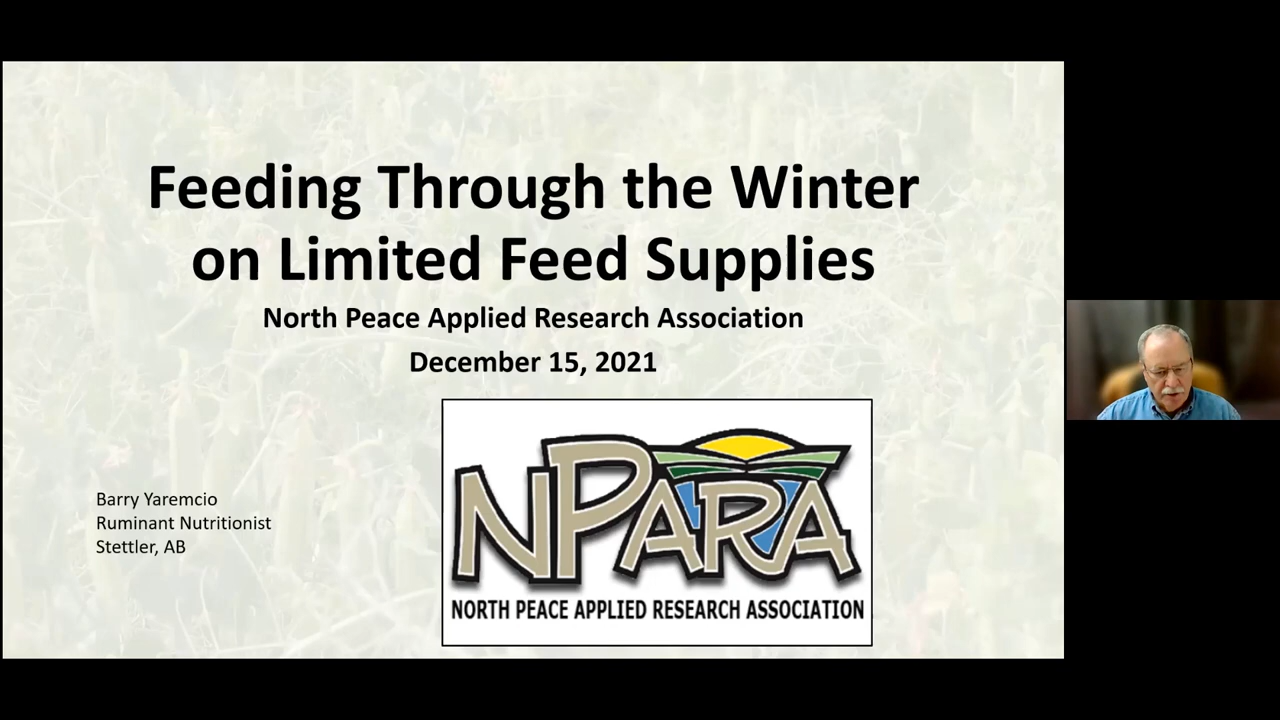 Feeding Through the Winter
on Limited Feed Supplies
North Peace Applied Research Association
December 15, 2021
Barry Yaremcio
Ruminant Nutritionist
Stettler, AB
NPARA
NORTH PEACE APPLIED RESEARCH ASSOCIATION